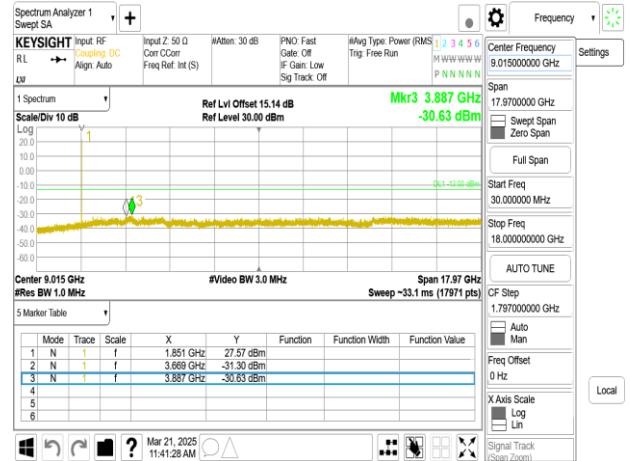 Spectrum Analyzer 1
Swept SA
+
Frequency
KEYSIGHT
RL
Input: RF
Coupling: DC
Align: Auto
Input Z: 50 Ω
Corr CCorr
Freq Ref: Int (S)
#Atten: 30 dB
PNO: Fast
Gate: Off
IF Gain: Low
Sig Track: Off
#Avg Type: Power (RMS
Trig: Free Run
1 2 3 4 5 6
M W W W W W
P N N N N N
LXI
1 Spectrum
Scale/Div 10 dB
Ref Lvl Offset 15.14 dB
Ref Level 30.00 dBm
Mkr3 3.887 GHz
-30.63 dBm
Log
1
20.0
10.0
0.00
-10.0
DL1 -13.00 dBm
-20.0
3
-30.0
-40.0
-50.0
-60.0
Center 9.015 GHz
#Res BW 1.0 MHz
#Video BW 3.0 MHz
Span 17.97 GHz
Sweep ~33.1 ms (17971 pts)
5 Marker Table
Mode Trace Scale X Y Function Function Width Function Value
1 N 1 f 1.851 GHz 27.57 dBm
2 N 1 f 3.669 GHz -31.30 dBm
3 N 1 f 3.887 GHz -30.63 dBm
4
5
6
?
Mar 21, 2025
11:41:28 AM
Center Frequency
9.015000000 GHz
Settings
Span
17.9700000 GHz
Swept Span
Zero Span
Full Span
Start Freq
30.000000 MHz
Stop Freq
18.000000000 GHz
AUTO TUNE
CF Step
1.797000000 GHz
Auto
Man
Freq Offset
0 Hz
X Axis Scale
Log
Lin
Local
Signal Track
(Span Zoom)